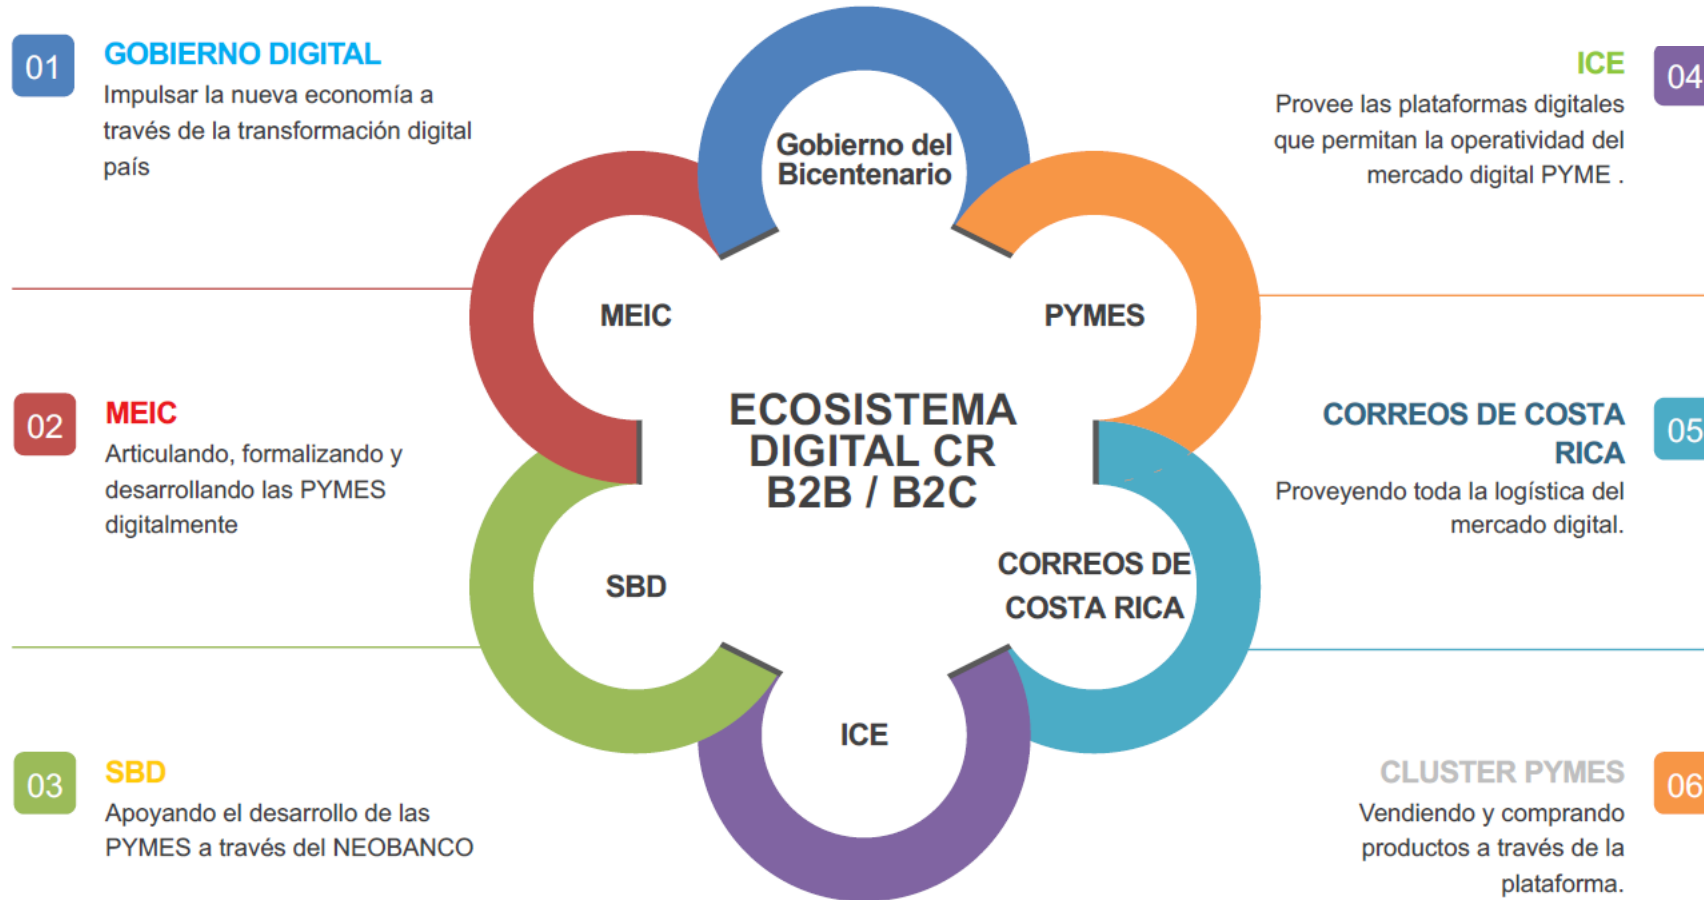 01
GOBIERNO DIGITAL
Impulsar la nueva economía a
través de la transformación digital
país
02
MEIC
Articulando, formalizando y
desarrollando las PYMES
digitalmente
03
SBD
Apoyando el desarrollo de las
PYMES a través del NEOBANCO
Gobierno del
Bicentenario
MEIC
PYMES
ECOSISTEMA
DIGITAL CR
B2B / B2C
SBD
CORREOS DE
COSTA RICA
ICE
04
ICE
Provee las plataformas digitales
que permitan la operatividad del
mercado digital PYME .
05
CORREOS DE COSTA
RICA
Proveyendo toda la logística del
mercado digital.
06
CLUSTER PYMES
Vendiendo y comprando
productos a través de la
plataforma.